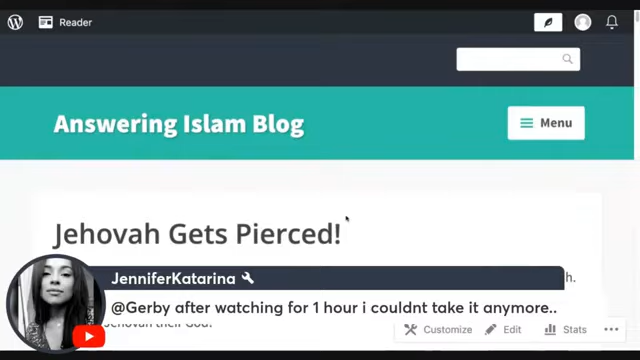 Reader
Answering Islam Blog
Menu
Jehovah Gets Pierced!
JenniferKatarina
h.
@Gerby after watching for 1 hour i couldnt take it anymore..
Jehovah their God!
Customize Edit Stats